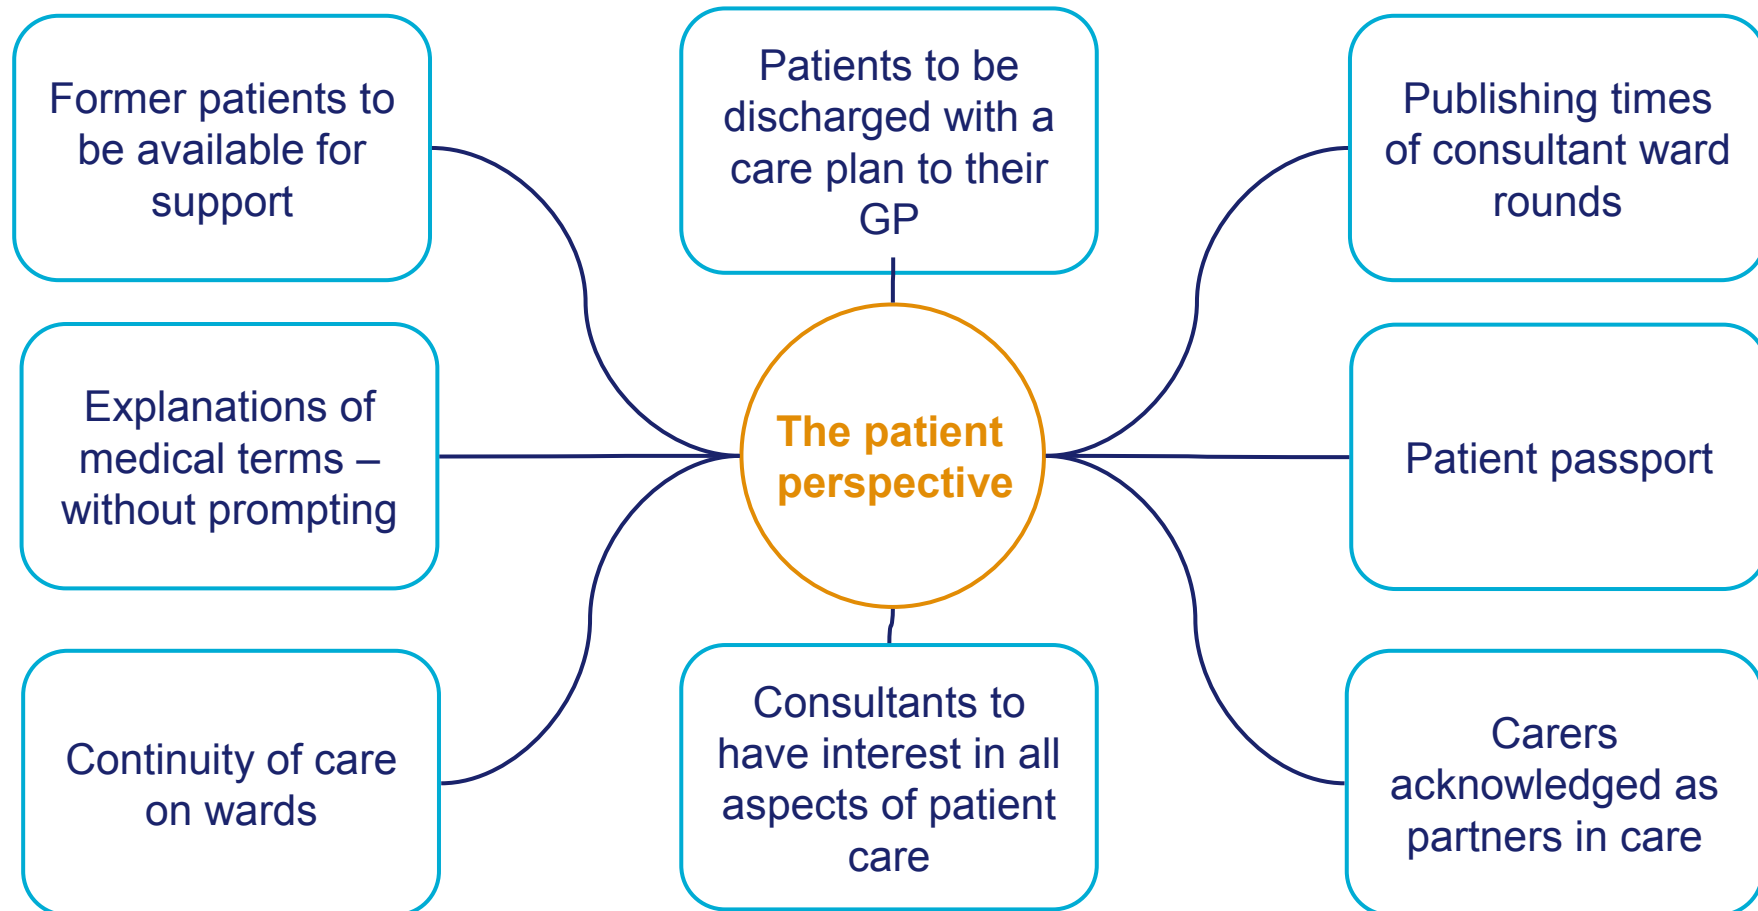 Former patients to
be available for
support
Patients to be
discharged with a
care plan to their
GP
Publishing times
of consultant ward
rounds
Explanations of
medical terms –
without prompting
The patient
perspective
Patient passport
Continuity of care
on wards
Consultants to
have interest in all
aspects of patient
care
Carers
acknowledged as
partners in care